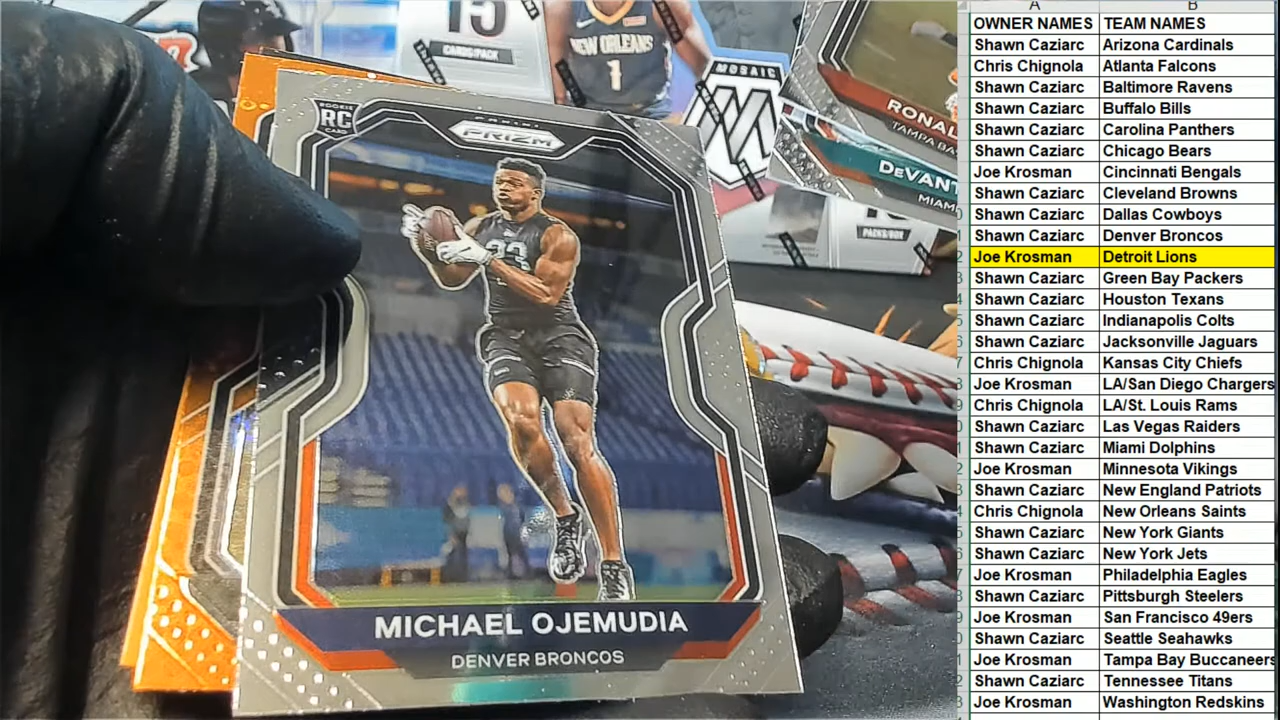 15
CARDS/PACK
NEW ORLEANS
1
MOSAIC
RONAL
TAMPA BA
DEVANT
MIAM
PACKS/BOX
ROOKIE
RC
CARD
PANINI
PRIZM
33
MICHAEL OJEMUDIA
DENVER BRONCOS
A B
OWNER NAMES TEAM NAMES
Shawn Caziarc Arizona Cardinals
Chris Chignola Atlanta Falcons
Shawn Caziarc Baltimore Ravens
Shawn Caziarc Buffalo Bills
Shawn Caziarc Carolina Panthers
Shawn Caziarc Chicago Bears
Joe Krosman Cincinnati Bengals
Shawn Caziarc Cleveland Browns
Shawn Caziarc Dallas Cowboys
Shawn Caziarc Denver Broncos
Joe Krosman Detroit Lions
Shawn Caziarc Green Bay Packers
Shawn Caziarc Houston Texans
Shawn Caziarc Indianapolis Colts
Shawn Caziarc Jacksonville Jaguars
Chris Chignola Kansas City Chiefs
Joe Krosman LA/San Diego Chargers
Chris Chignola LA/St. Louis Rams
Shawn Caziarc Las Vegas Raiders
Shawn Caziarc Miami Dolphins
Joe Krosman Minnesota Vikings
Shawn Caziarc New England Patriots
Chris Chignola New Orleans Saints
Shawn Caziarc New York Giants
Shawn Caziarc New York Jets
Joe Krosman Philadelphia Eagles
Shawn Caziarc Pittsburgh Steelers
Joe Krosman San Francisco 49ers
Shawn Caziarc Seattle Seahawks
Joe Krosman Tampa Bay Buccaneers
Shawn Caziarc Tennessee Titans
Joe Krosman Washington Redskins